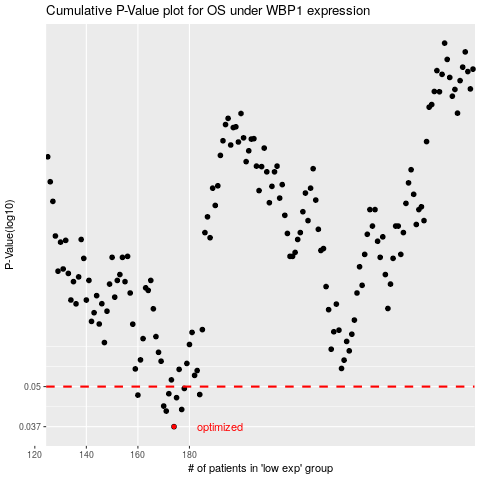 Cumulative P-Value plot for OS under WBP1 expression
P-Value(log10)
0.05
0.037
optimized
120 140 160 180
# of patients in 'low exp' group